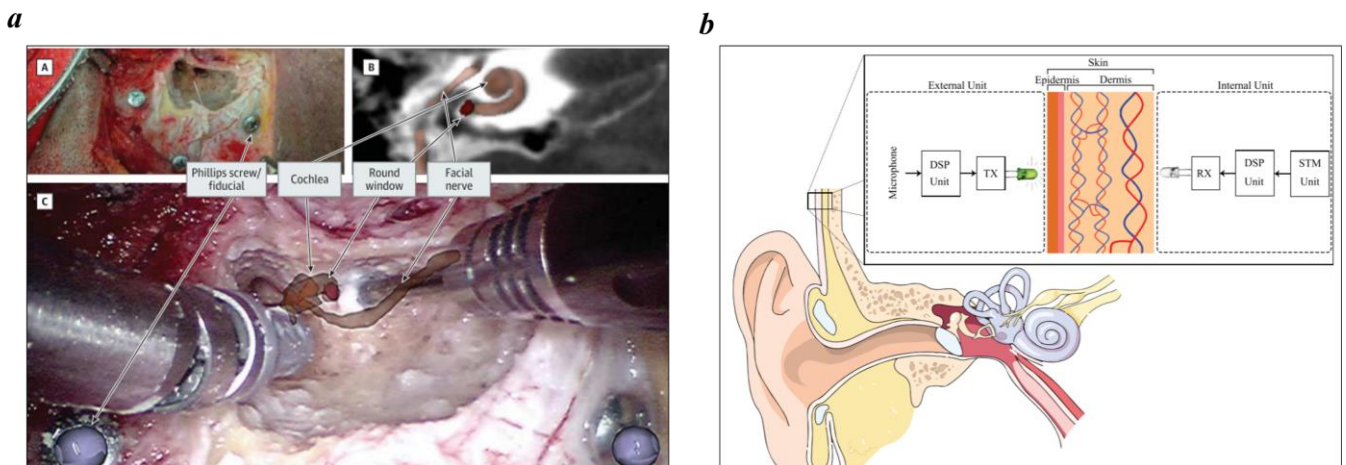 a
A
B
Phillips screw/
fiducial
Cochlea
Round
window
Facial
nerve
C
b
Skin
Epidermis
Dermis
External Unit
Internal Unit
Microphone
DSP
Unit
TX
RX
DSP
Unit
STM
Unit